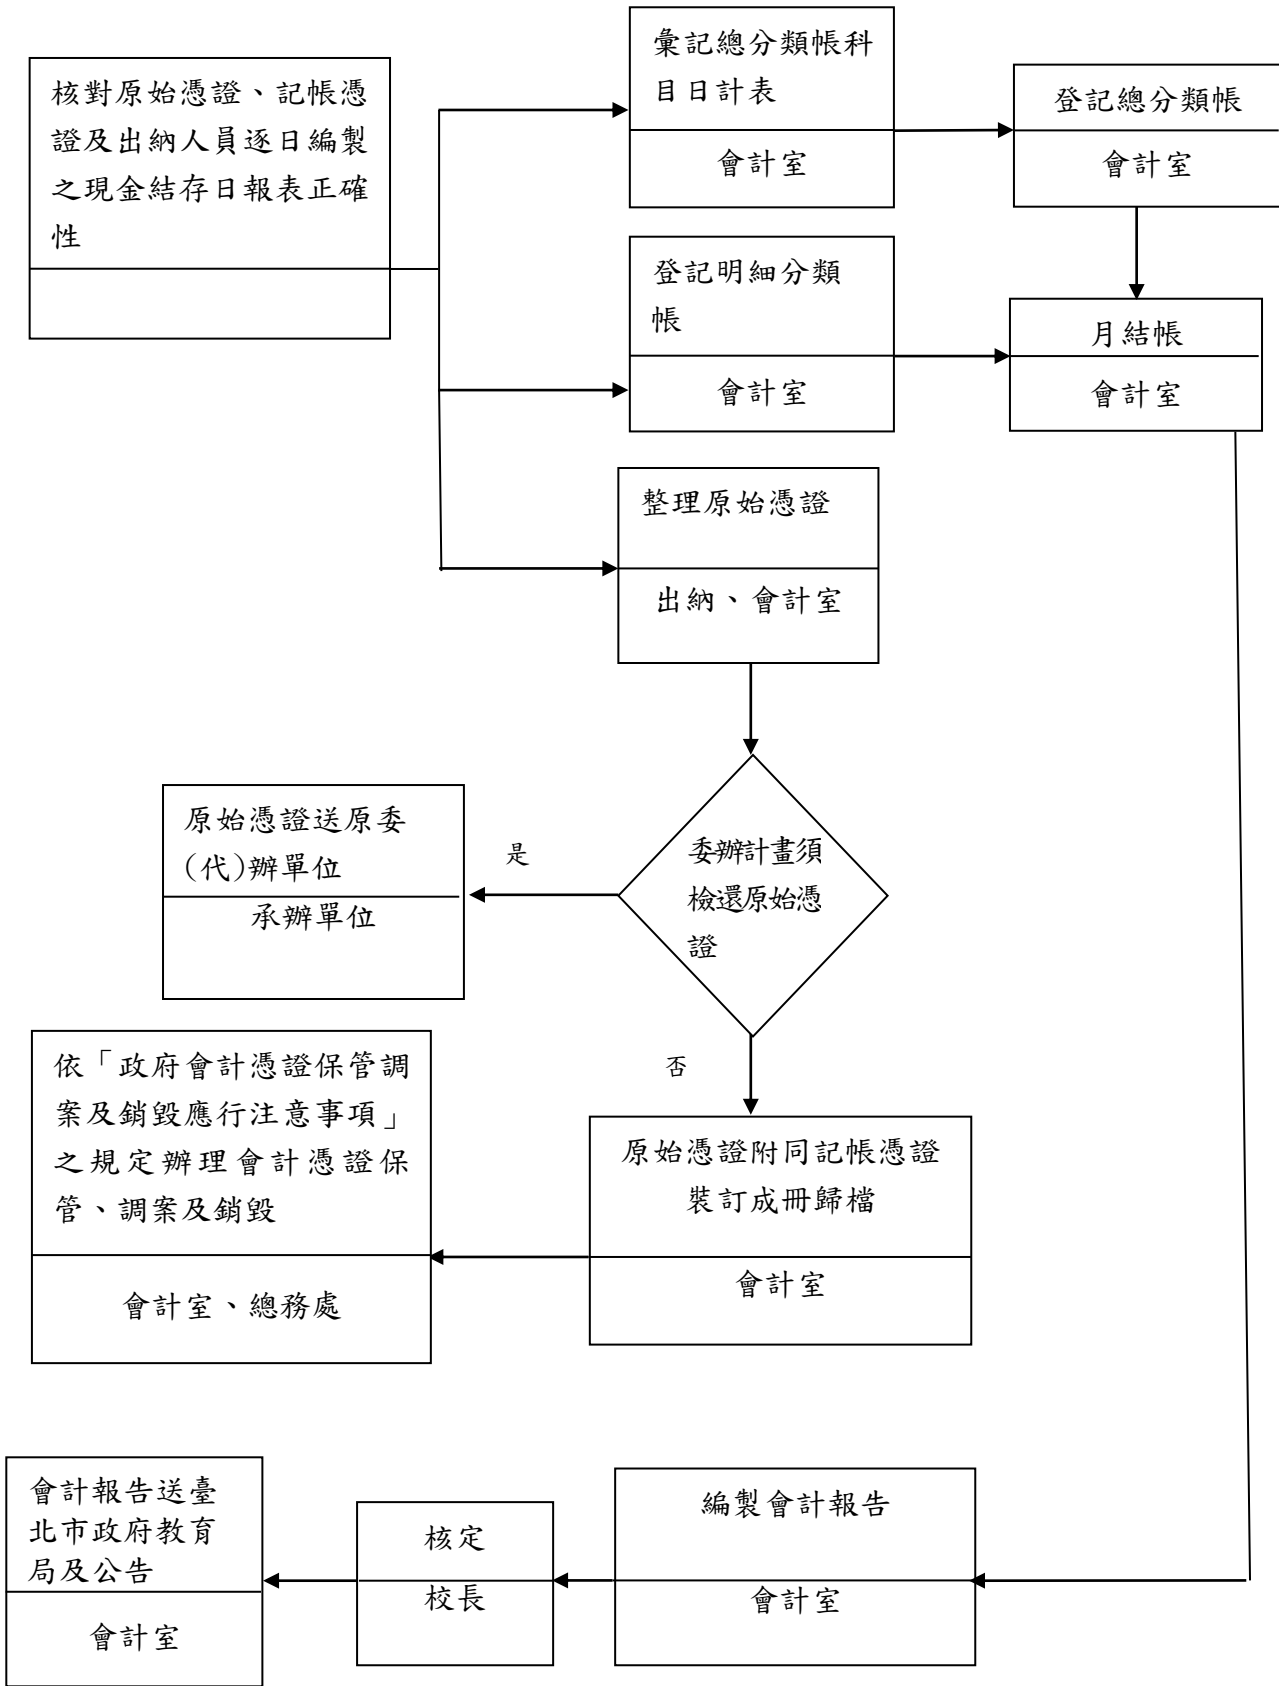 核對原始憑證、記帳憑
證及出納人員逐日編製
之現金結存日報表正確
性
彙記總分類帳科
目日計表
會計室
登記總分類帳
會計室
登記明細分類
帳
會計室
月結帳
會計室
整理原始憑證
出納、會計室
委辦計畫須
檢還原始憑
證
是
原始憑證送原委
(代)辦單位
承辦單位
否
原始憑證附同記帳憑證
裝訂成冊歸檔
會計室
依「政府會計憑證保管調
案及銷毀應行注意事項」
之規定辦理會計憑證保
管、調案及銷毀
會計室、總務處
編製會計報告
會計室
核定
校長
會計報告送臺
北市政府教育
局及公告
會計室